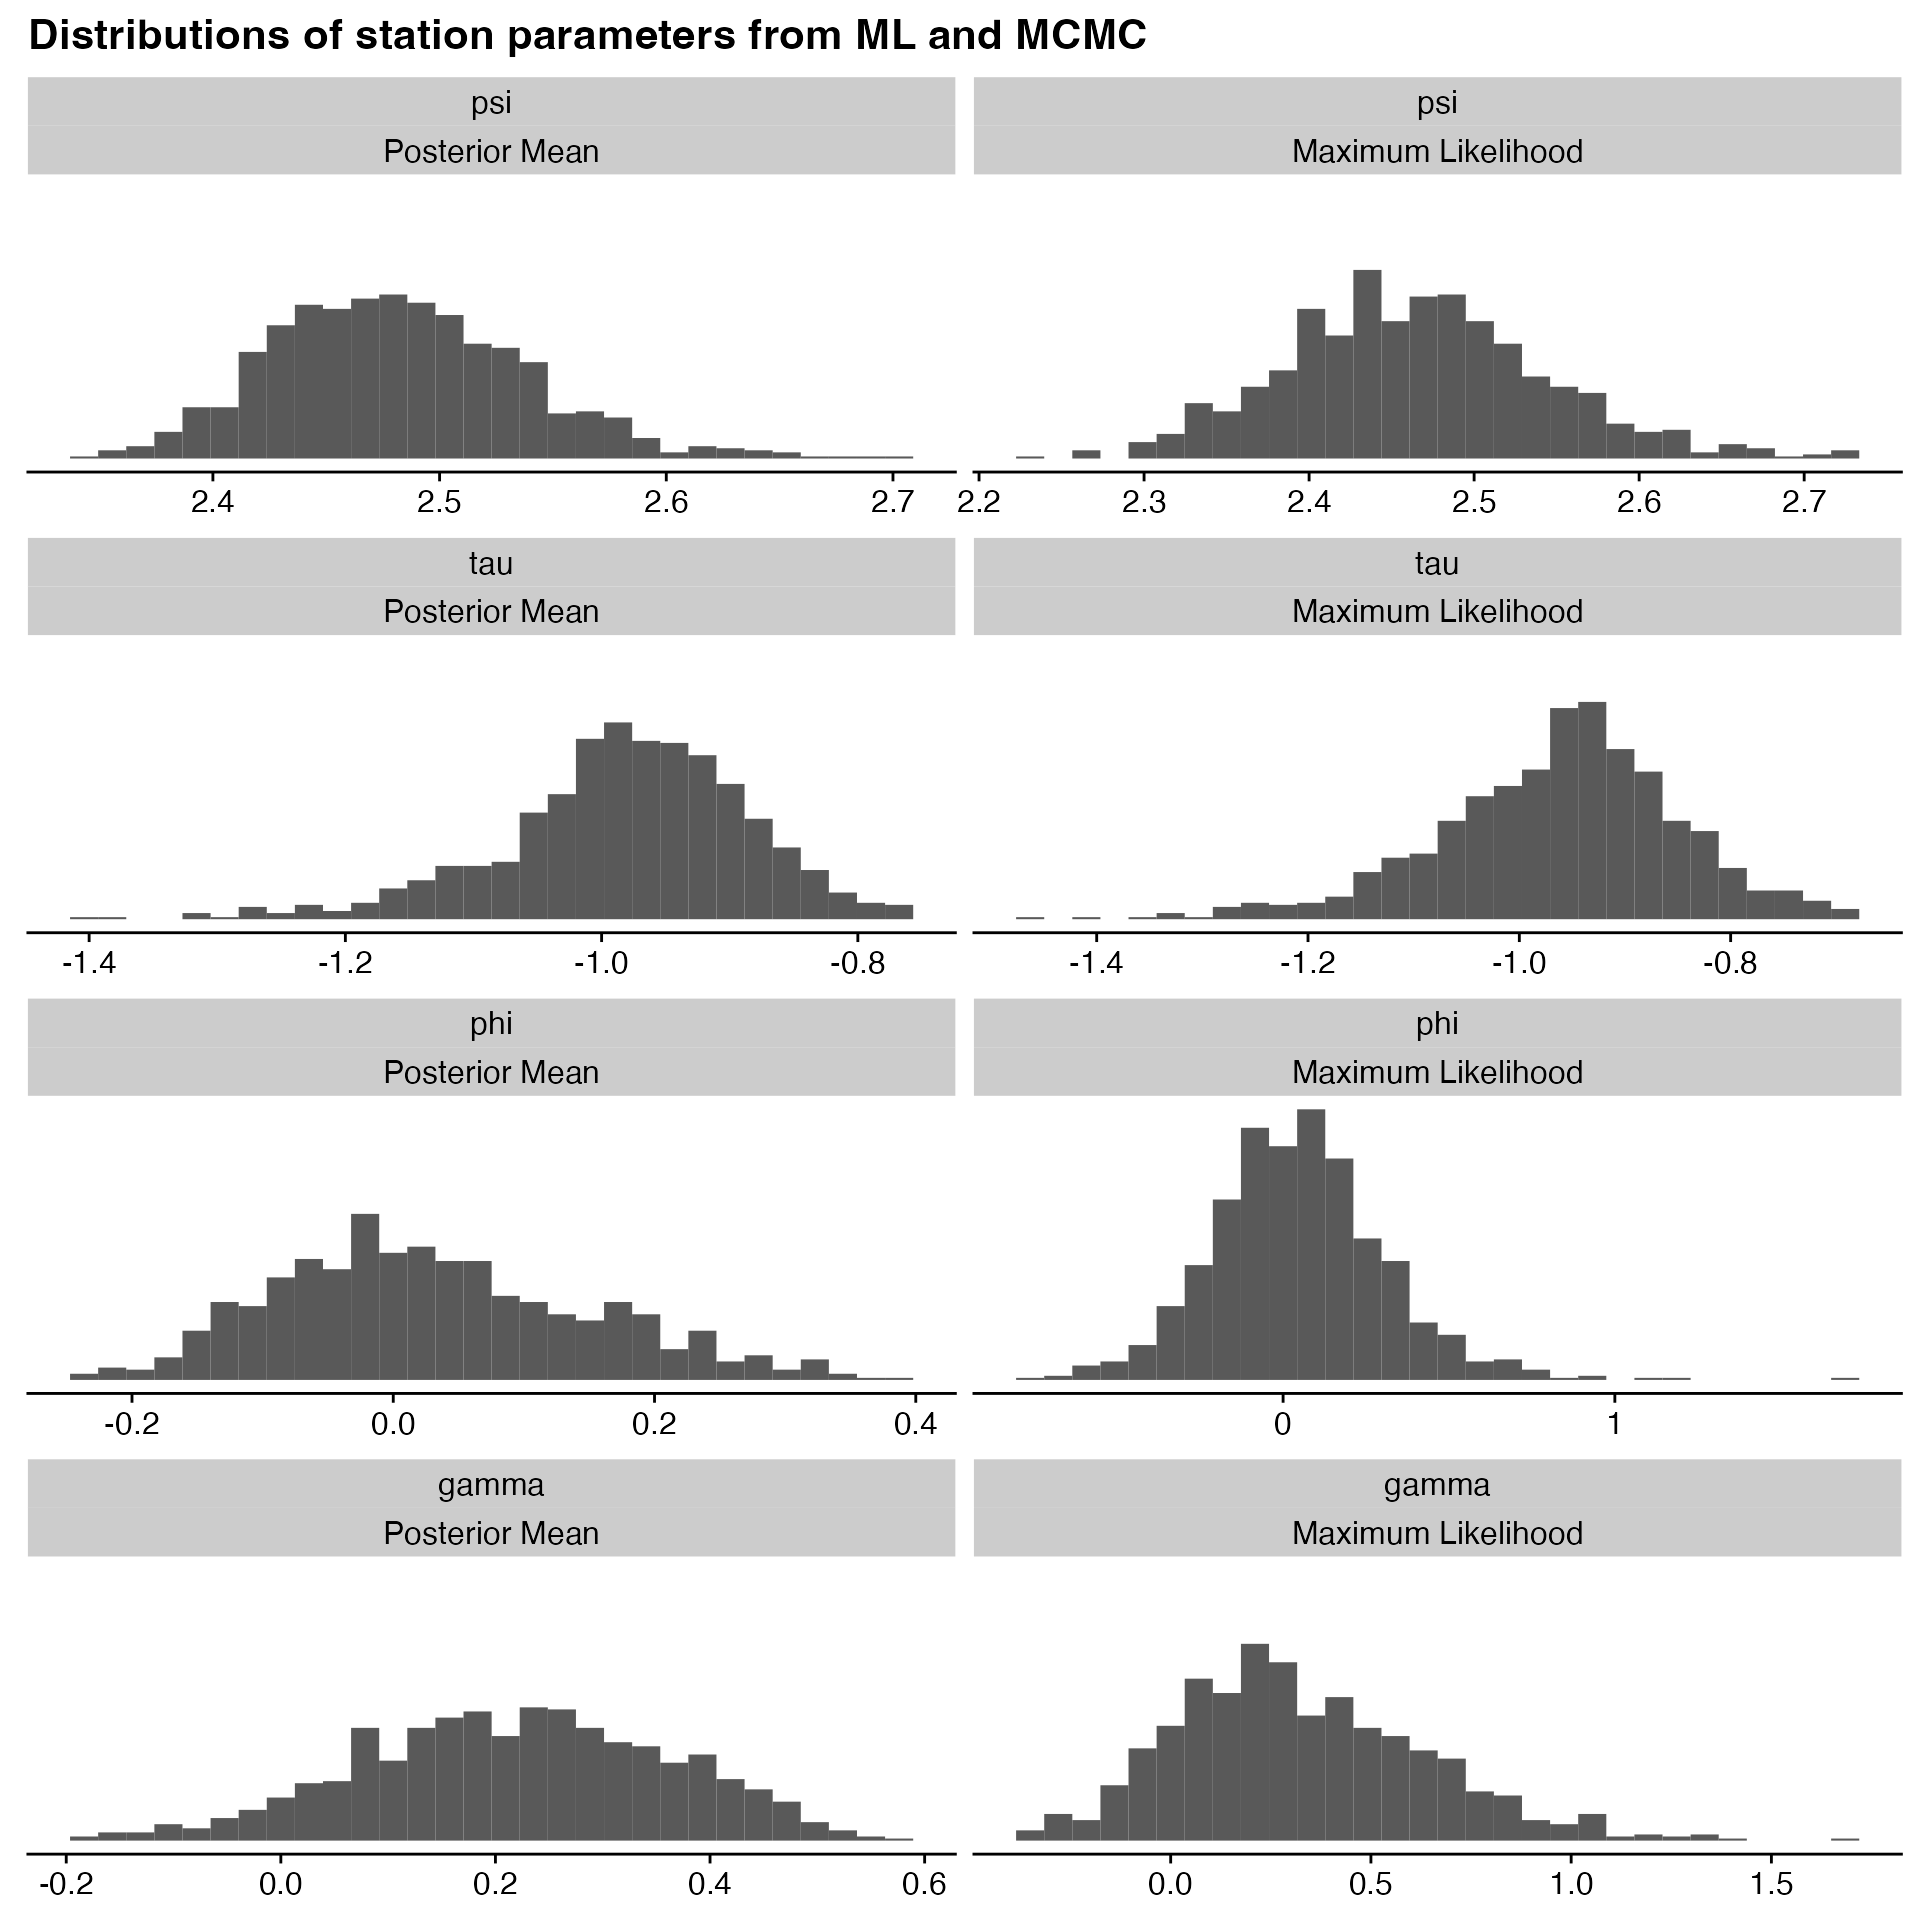 Distributions of station parameters from ML and MCMC
psi psi
Posterior Mean Maximum Likelihood
2.4 2.5 2.6 2.7 2.2 2.3 2.4 2.5 2.6 2.7
tau tau
Posterior Mean Maximum Likelihood
-1.4 -1.2 -1.0 -0.8 -1.4 -1.2 -1.0 -0.8
phi phi
Posterior Mean Maximum Likelihood
-0.2 0.0 0.2 0.4 0 1
gamma gamma
Posterior Mean Maximum Likelihood
-0.2 0.0 0.2 0.4 0.6 0.0 0.5 1.0 1.5